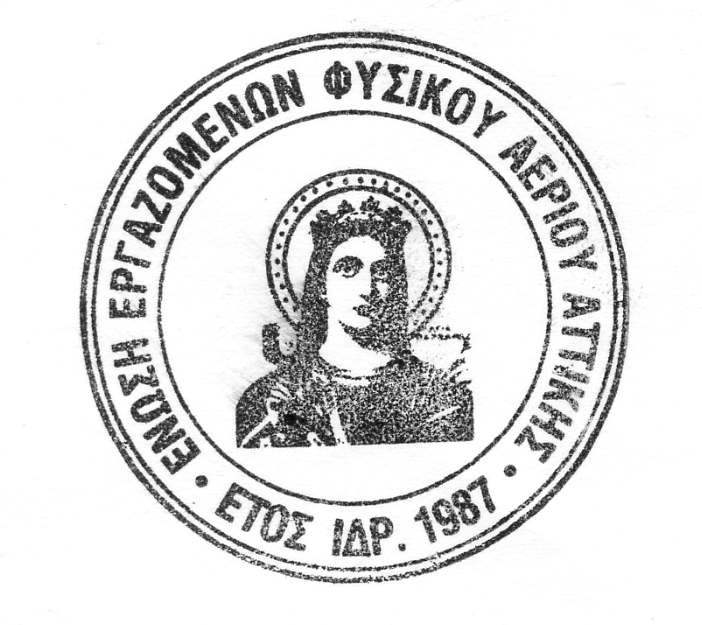 ΕΝΩΣΗ ΕΡΓΑΖΟΜΕΝΩΝ ΦΥΣΙΚΟΥ ΑΕΡΙΟΥ ΑΤΤΙΚΗΣ
• ΕΤΟΣ ΙΔΡ. 1987 •